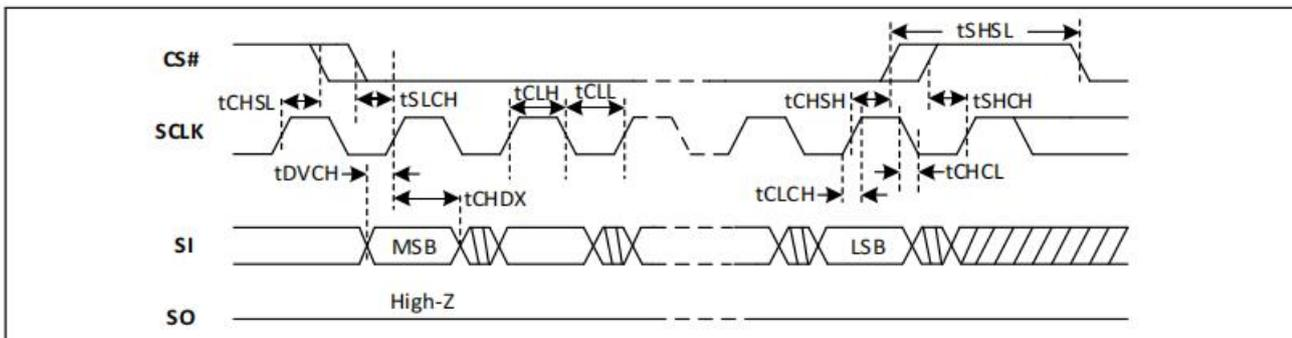 tSHSL
CS#
tCHSL tSLCH tCLH tCLL tCHSH tSHCH
SCLK
tDVCH tCHDX tCLCH tCHCL
SI MSB LSB
High-Z
SO